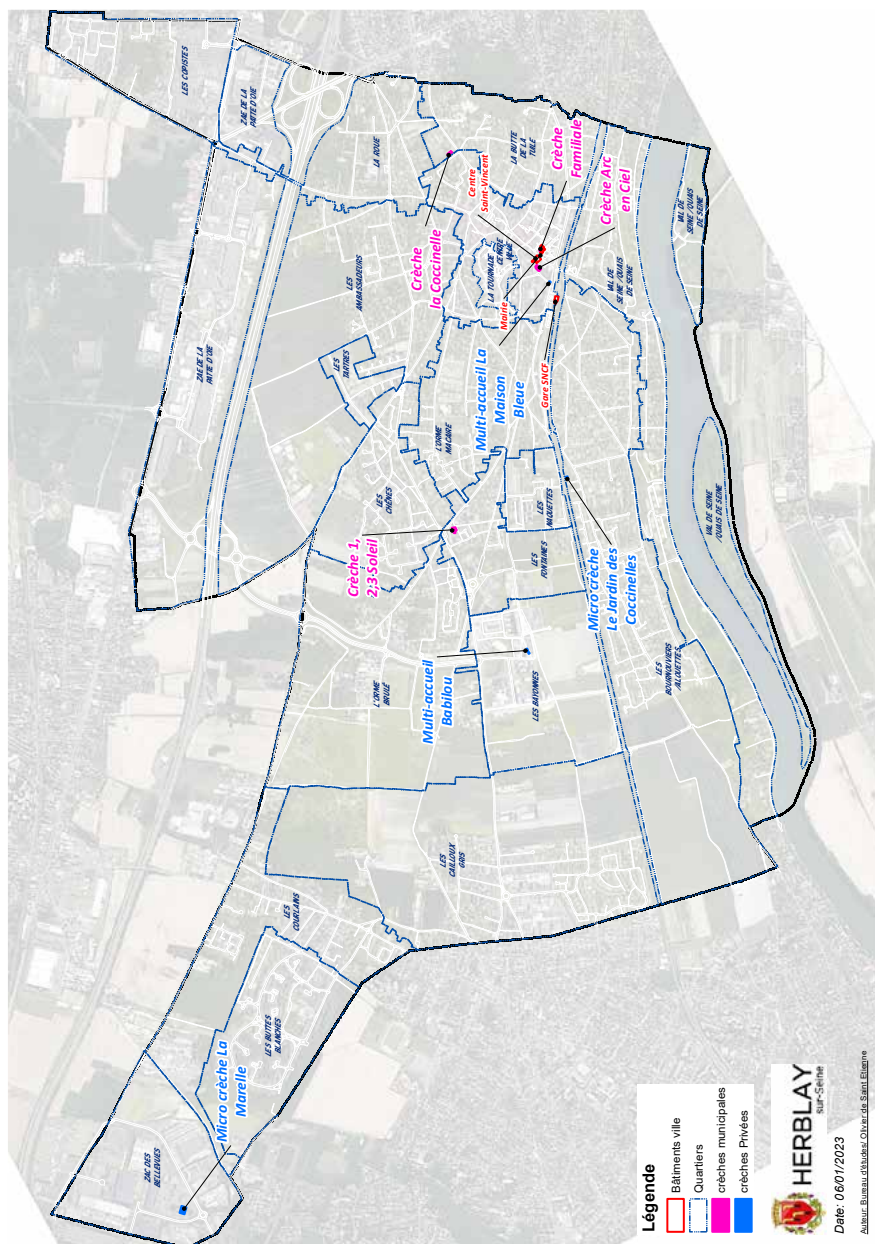 LES COPISTES
ZAE DE LA
PATTE D'OIE
LA ROUE
LA BUTTE
DE LA
TUILE
Crèche
Familiale
Centre
Saint-Vincent
Crèche Arc
en Ciel
VAL DE
SEINE/QUAIS
DE SEINE
Crèche
la Coccinelle
LA TOURNADE
CENTRE
VILLE
VAL DE
SEINE/QUAIS
DE SEINE
LES
AMBASSADEURS
Mairie
ZAE DE LA
PATTE D'OIE
LES
TARTRES
Multi-accueil La
Maison
Bleue
Gare SNCF
L'ORME
MACAIRE
LES
CHÊNES
LES
NAQUETTES
VAL DE SEINE
/QUAIS DE SEINE
Crèche 1,
2,3 Soleil
LES
FONTAINES
Micro crèche
Le Jardin des
Coccinelles
L'ORME
BRULÉ
Multi-accueil
Babilou
LES BAYONNES
LES
BOURNOUVIERS
/ALOUETTES
LES
CAILLOUX
GRIS
LES
COURLAINS
LES BUTTES
BLANCHES
Micro crèche La
Marelle
ZAC DES
BELLEVUES
Légende
Bâtiments ville
Quartiers
crèches municipales
crèches Privées
HERBLAY
sur-Seine
Date: 06/01/2023
Auteur: Bureau d'études/ Olivier de Saint Etienne